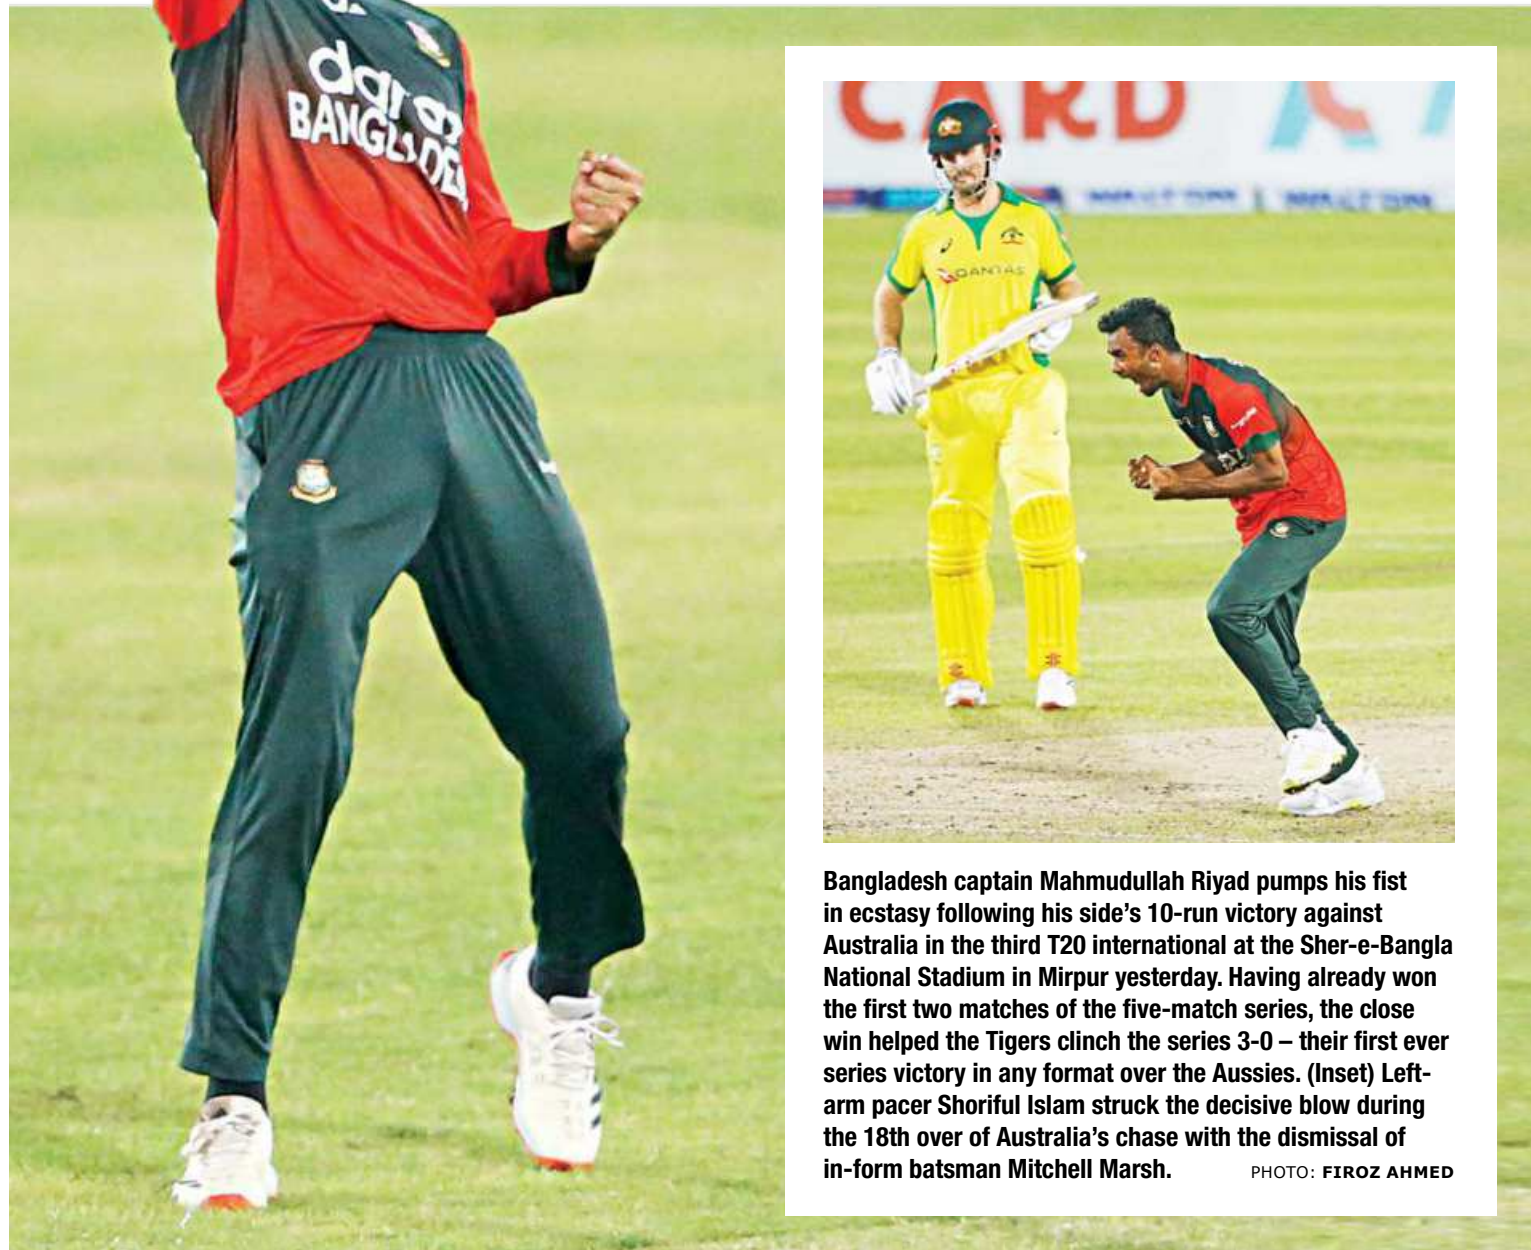 daraz
BANGLADE
CARD
QANTAS
Bangladesh captain Mahmudullah Riyad pumps his fist
in ecstasy following his side’s 10-run victory against
Australia in the third T20 international at the Sher-e-Bangla
National Stadium in Mirpur yesterday. Having already won
the first two matches of the five-match series, the close
win helped the Tigers clinch the series 3-0 – their first ever
series victory in any format over the Aussies. (Inset) Left-
arm pacer Shoriful Islam struck the decisive blow during
the 18th over of Australia’s chase with the dismissal of
in-form batsman Mitchell Marsh. PHOTO: FIROZ AHMED